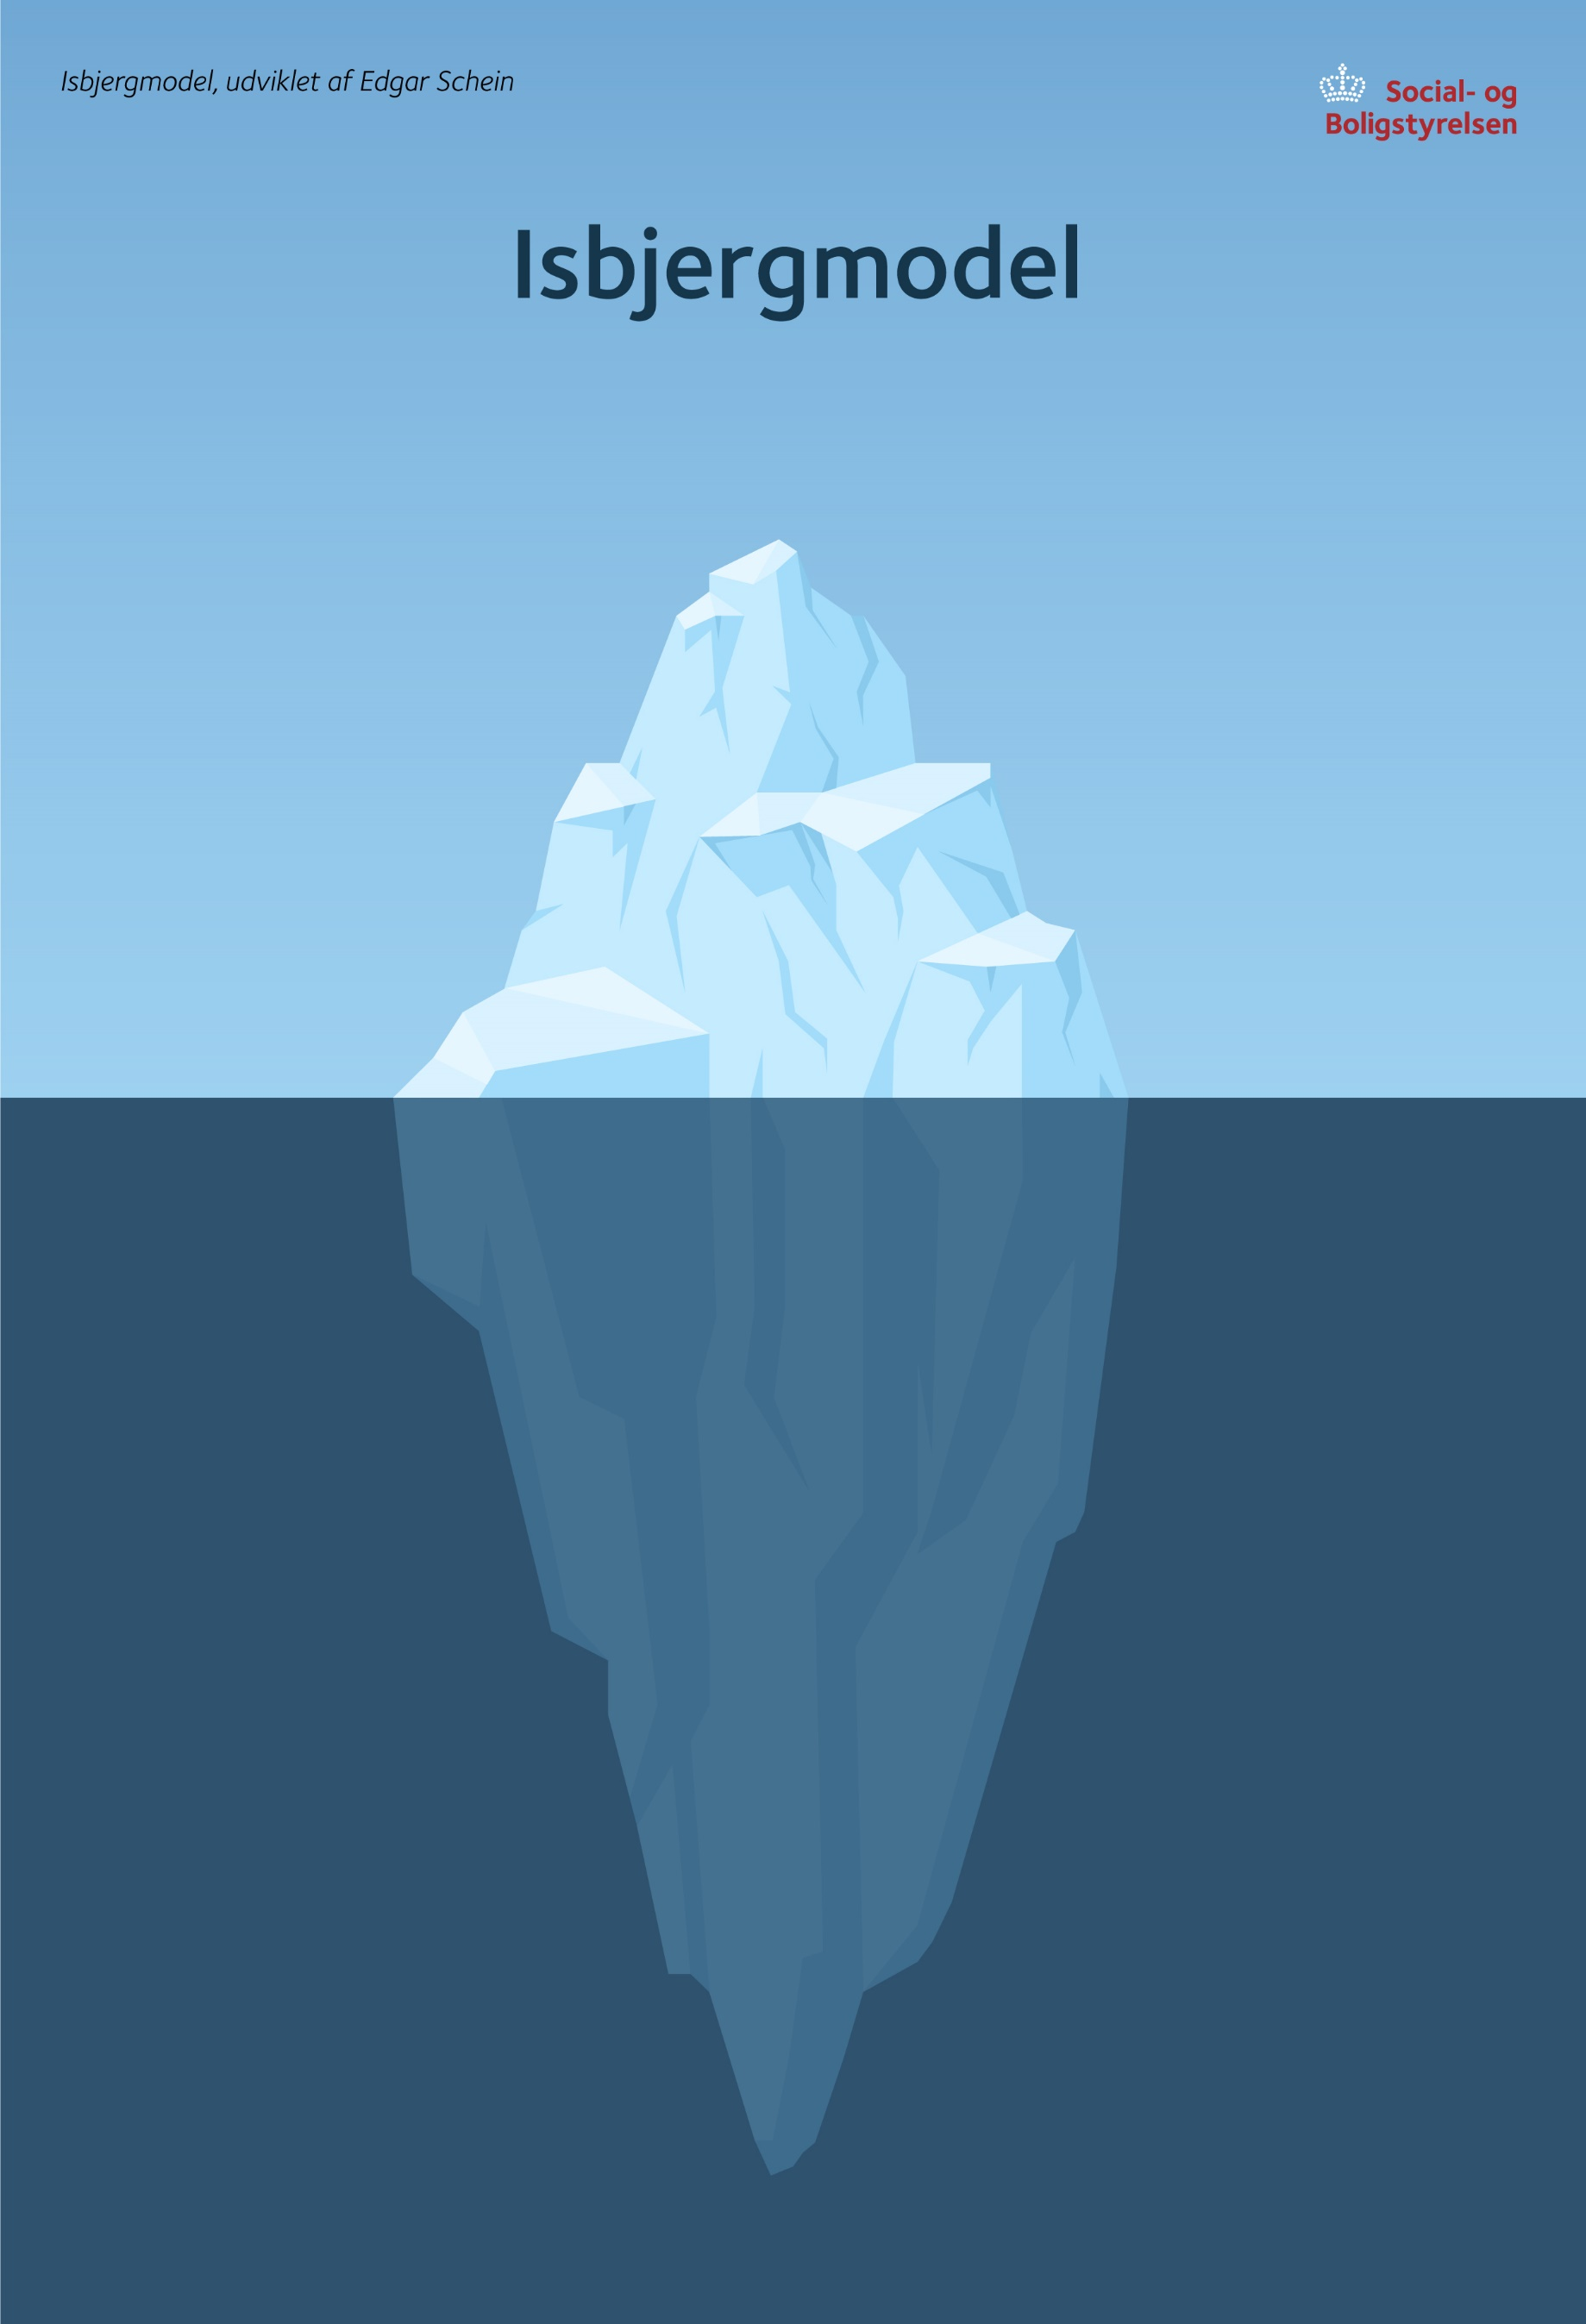 Isbjergmodel, udviklet af Edgar Schein
Social- og
Boligstyrelsen
Isbjergmodel